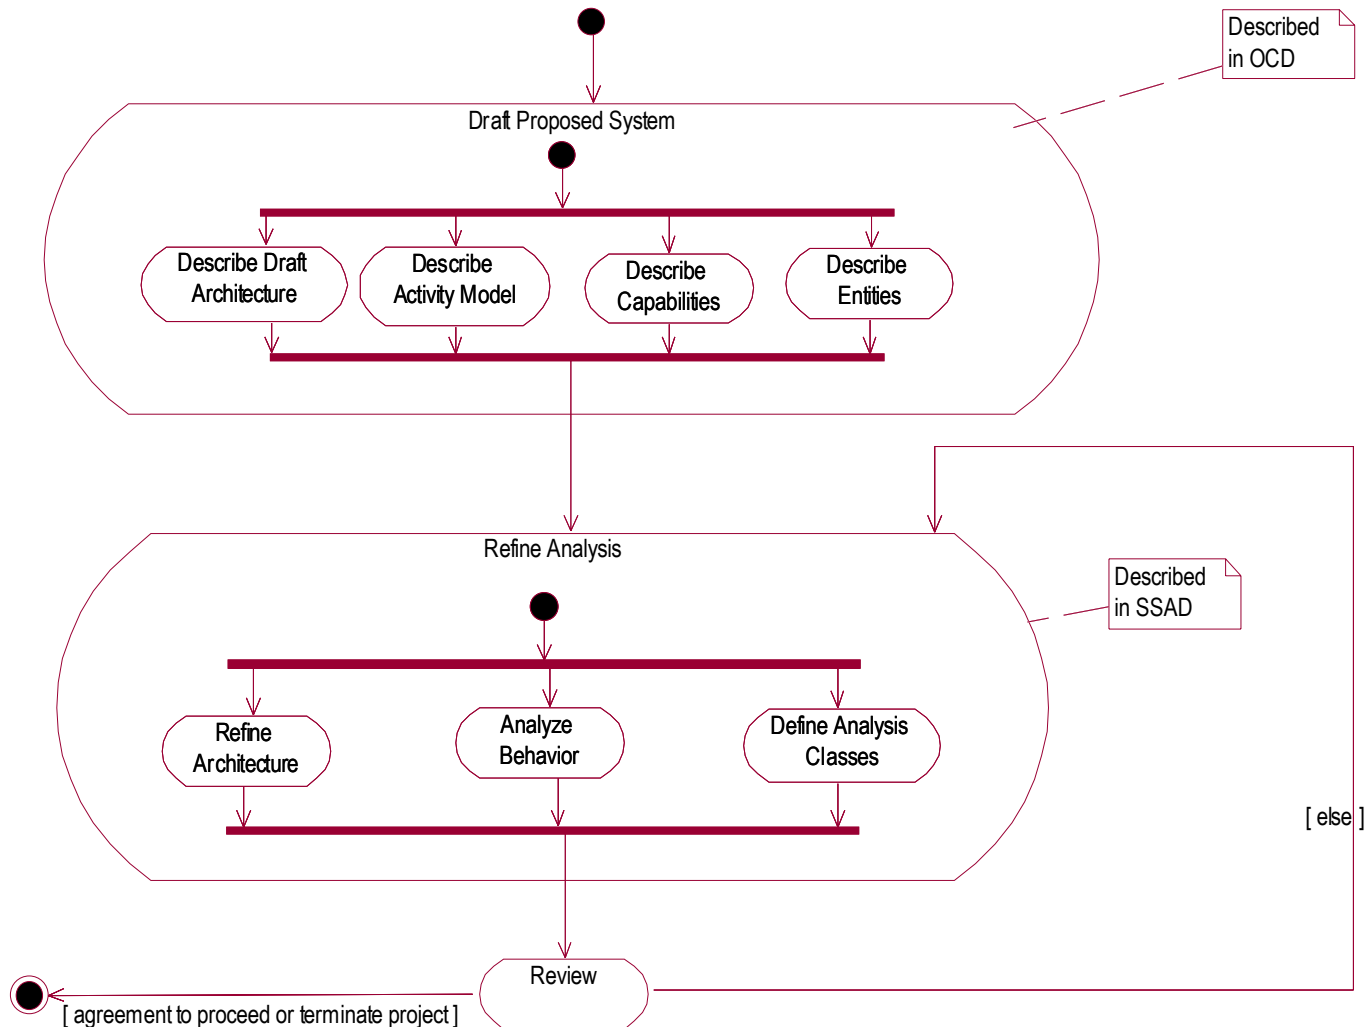 Described
in OCD
Draft Proposed System
Describe Draft
Architecture
Describe
Activity Model
Describe
Capabilities
Describe
Entities
Refine Analysis
Described
in SSAD
Refine
Architecture
Analyze
Behavior
Define Analysis
Classes
[ else ]
Review
[ agreement to proceed or terminate project ]